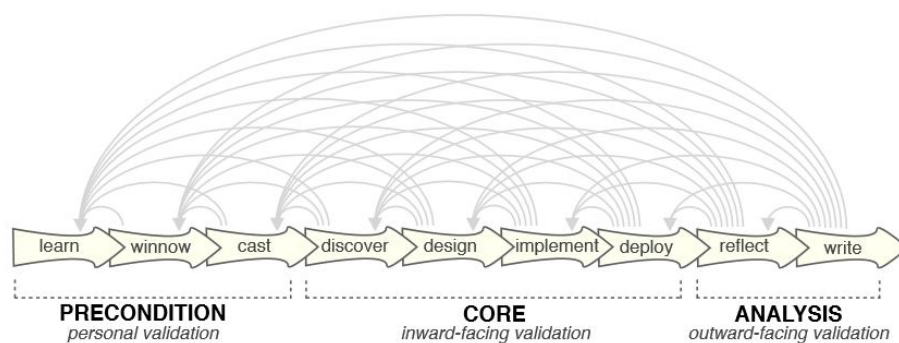 learn winnow cast discover design implement deploy reflect write
PRECONDITION CORE ANALYSIS
personal validation inward-facing validation outward-facing validation